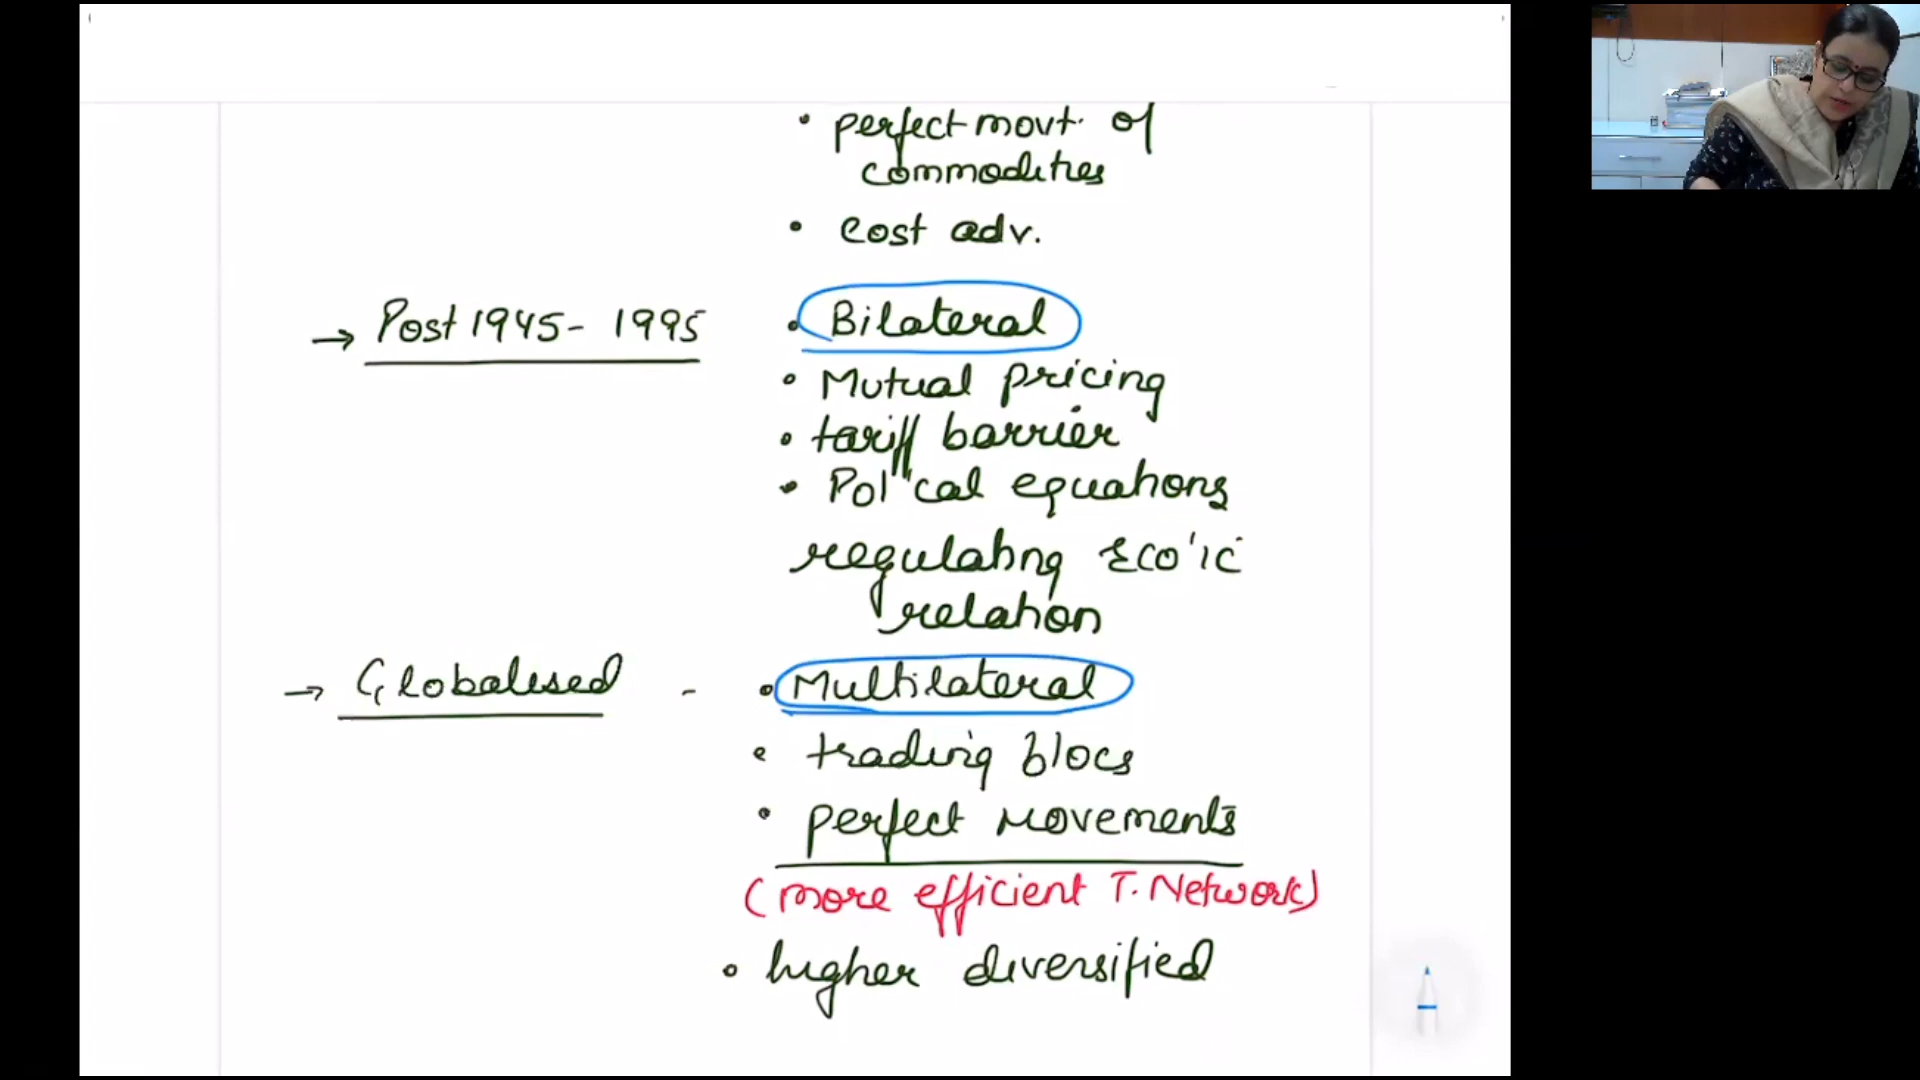 • perfect movt. of
commodities
• cost adv.
→ Post 1945 - 1995 • Bilateral
• Mutual pricing
• tariff barrier
• Pol'cal equations
regulating Eco'ic
relation
→ Globalised - • Multilateral
• trading blocs
• perfect movements
(more efficient T. Network)
• higher diversified